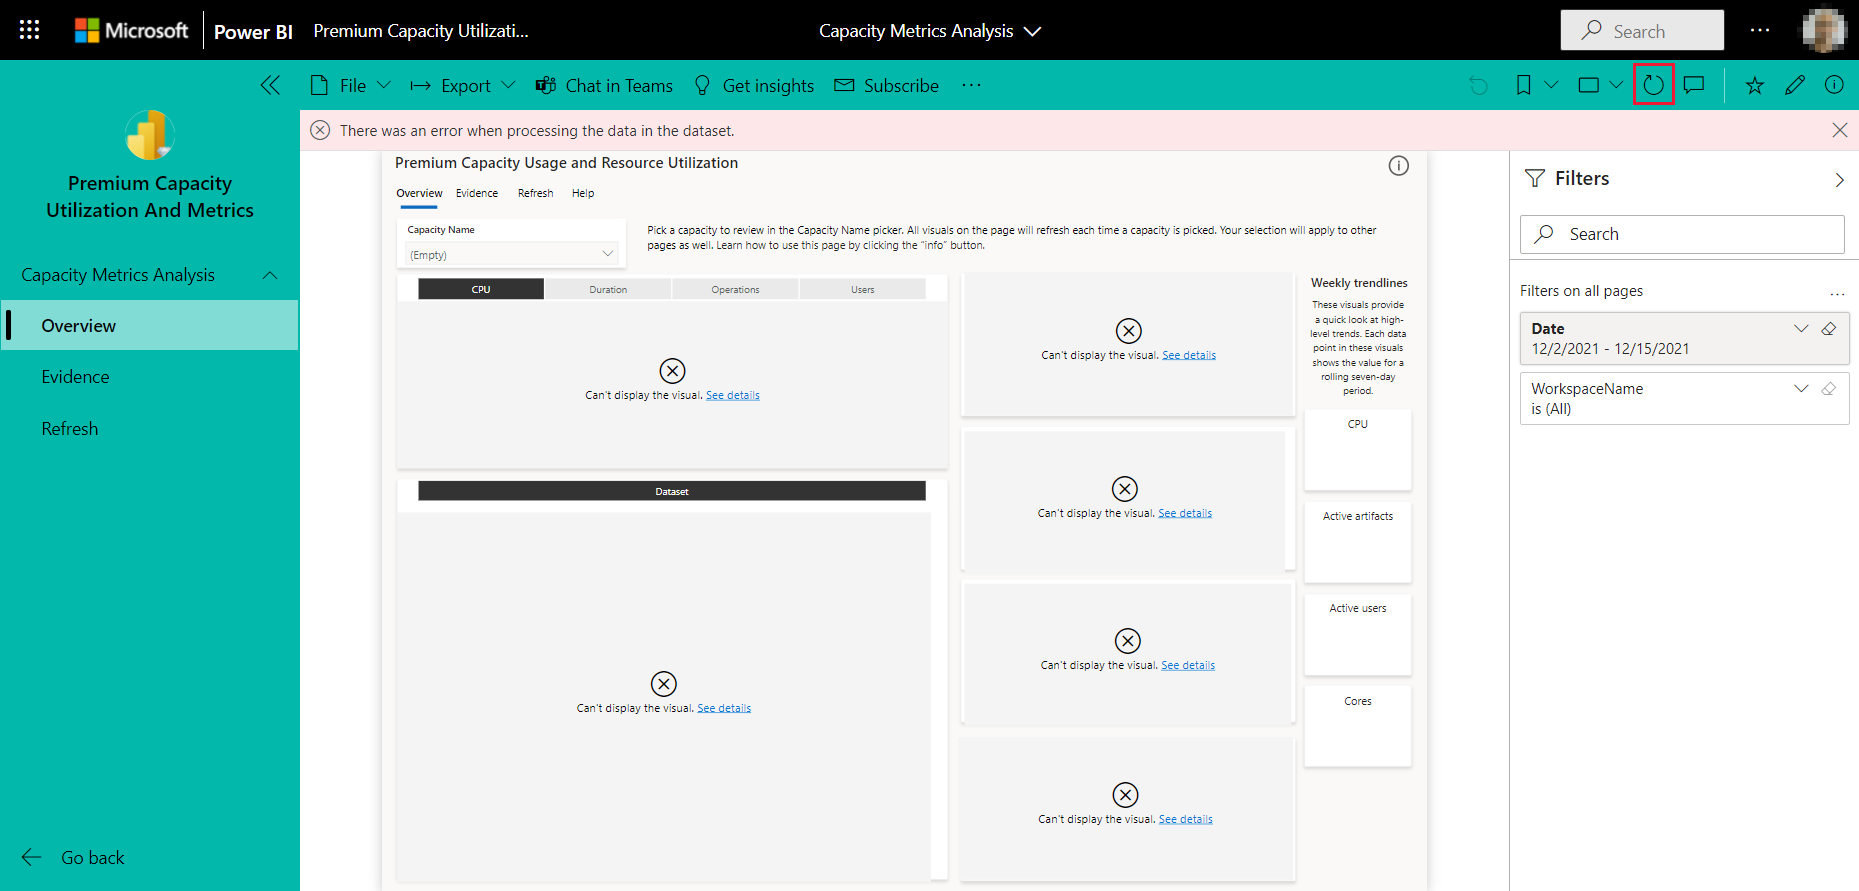 Microsoft
Power BI
Premium Capacity Utilizati...
Capacity Metrics Analysis
Search
File
Export
Chat in Teams
Get insights
Subscribe
There was an error when processing the data in the dataset.
Premium Capacity
Utilization And Metrics
Capacity Metrics Analysis
Overview
Evidence
Refresh
Go back
Premium Capacity Usage and Resource Utilization
Overview
Evidence
Refresh
Help
Capacity Name
(Empty)
Pick a capacity to review in the Capacity Name picker. All visuals on the page will refresh each time a capacity is picked. Your selection will apply to other
pages as well. Learn how to use this page by clicking the "info" button.
CPU
Duration
Operations
Users
Can't display the visual. See details
Dataset
Can't display the visual. See details
Can't display the visual. See details
Can't display the visual. See details
Can't display the visual. See details
Can't display the visual. See details
Weekly trendlines
These visuals provide
a quick look at high-
level trends. Each data
point in these visuals
shows the value for a
rolling seven-day
period.
CPU
Active artifacts
Active users
Cores
Filters
Search
Filters on all pages
Date
12/2/2021 - 12/15/2021
WorkspaceName
is (All)